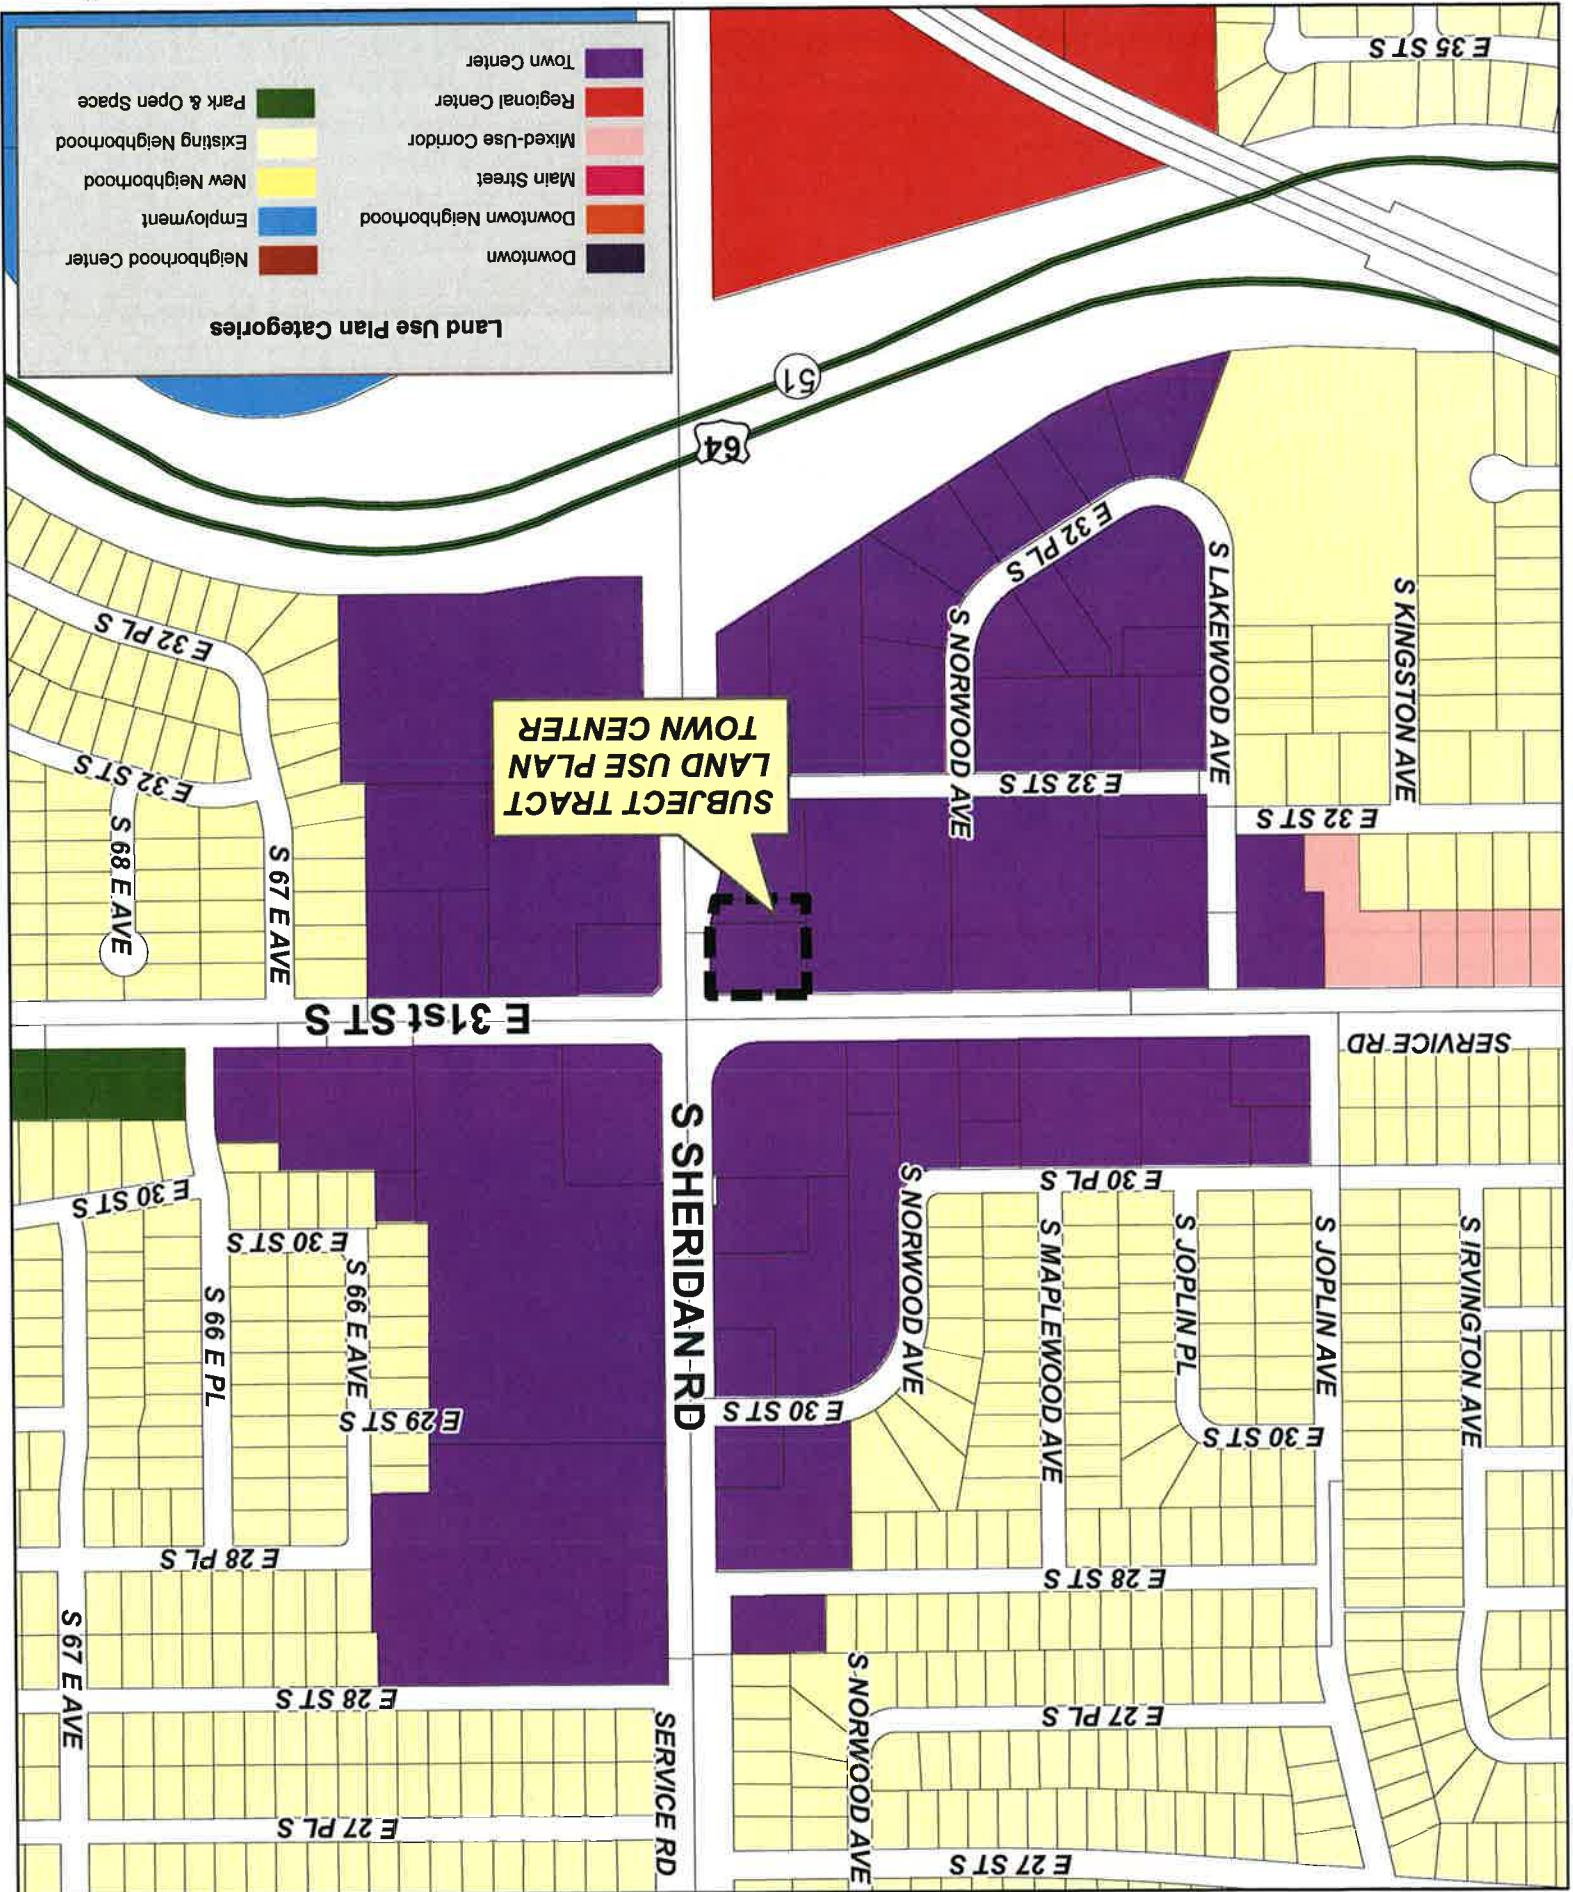 E 27 ST S
S NORWOOD AVE
SERVICE RD
E 27 PL S
E 27 PL S
S 67 E AVE
E 28 ST S
E 28 ST S
E 28 PL S
S IRVINGTON AVE
S JOPLIN AVE
E 30 ST S
S JOPLIN PL
S MAPLEWOOD AVE
S NORWOOD AVE
E 30 ST S
S SHERIDAN RD
E 29 ST S
S 66 E AVE
S 66 E PL
E 30 ST S
E 30 ST S
E 30 PL S
SERVICE RD
E 31st ST S
S 67 E AVE
S 68 E AVE
SUBJECT TRACT
LAND USE PLAN
TOWN CENTER
E 32 ST S
E 32 ST S
E 32 ST S
S KINGSTON AVE
S LAKEWOOD AVE
S NORWOOD AVE
E 32 PL S
E 32 PL S
64
51
E 35 ST S
Land Use Plan Categories
Downtown
Downtown Neighborhood
Main Street
Mixed-Use Corridor
Regional Center
Town Center
Neighborhood Center
Employment
New Neighborhood
Existing Neighborhood
Park & Open Space